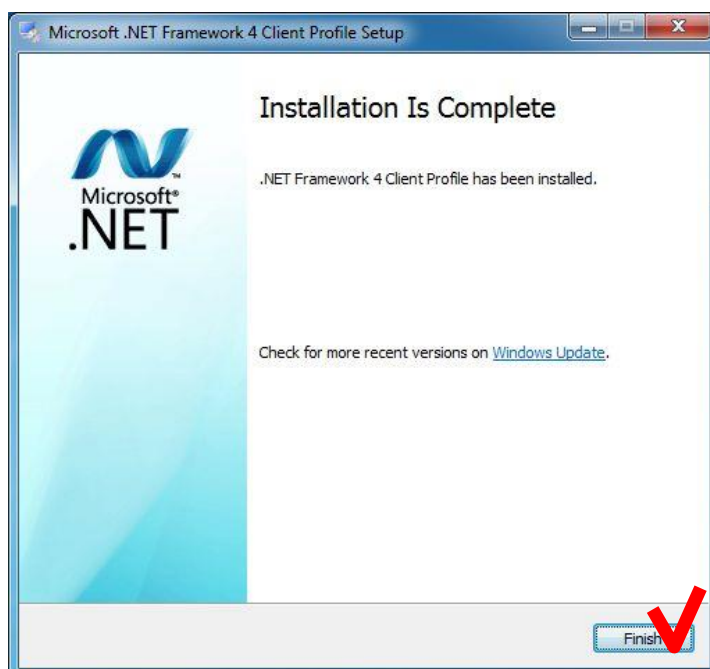 Microsoft .NET Framework 4 Client Profile Setup
Installation Is Complete
.NET Framework 4 Client Profile has been installed.
Microsoft®
.NET
Check for more recent versions on Windows Update.
Finish